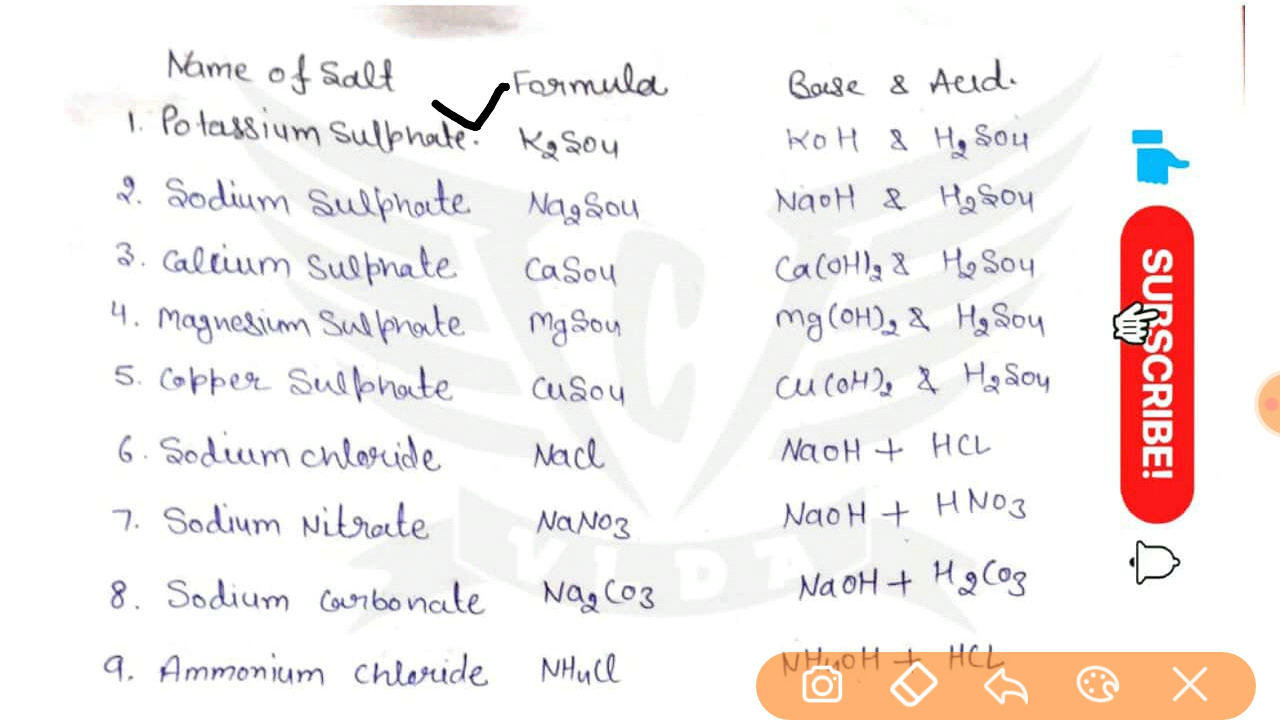 Name of Salt Formula Base & Acid.
1. Potassium Sulphate. K2SO4 KOH & H2SO4
2. Sodium Sulphate Na2SO4 NaOH & H2SO4
3. Calcium Sulphate CaSO4 Ca(OH)2 & H2SO4
4. Magnesium Sulphate MgSO4 Mg(OH)2 & H2SO4
5. Copper Sulphate CuSO4 Cu(OH)2 & H2SO4
6. Sodium chloride NaCl NaOH + HCL
7. Sodium Nitrate NaNO3 NaOH + HNO3
8. Sodium Carbonate Na2CO3 NaOH + H2CO3
9. Ammonium Chloride NH4Cl NH4OH + HCL
VC
VIDA
SUBSCRIBE!